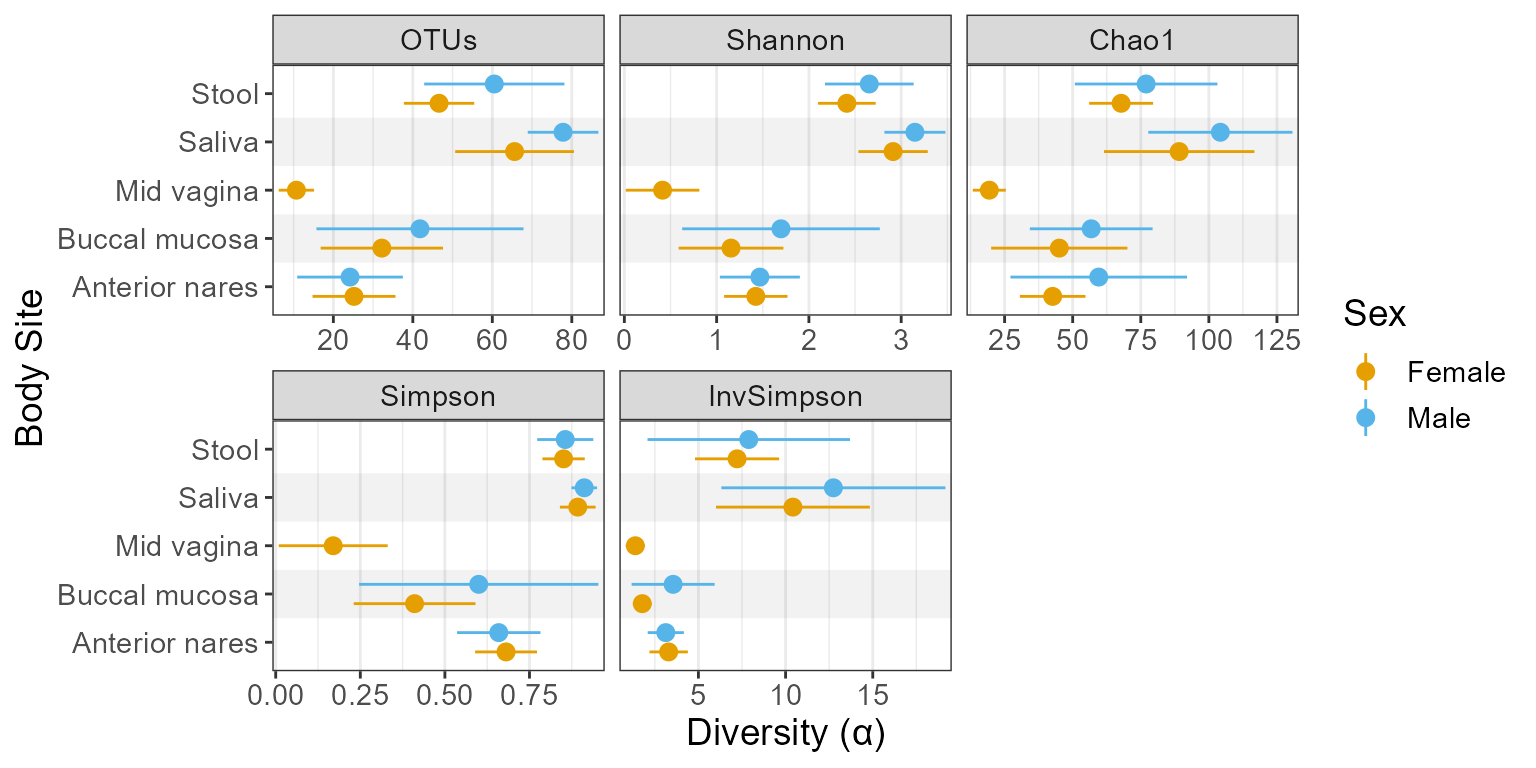 OTUs
Shannon
Chao1
Stool
Saliva
Mid vagina
Buccal mucosa
Anterior nares
20 40 60 80
0 1 2 3
25 50 75 100 125
Simpson
InvSimpson
Stool
Saliva
Mid vagina
Buccal mucosa
Anterior nares
0.00 0.25 0.50 0.75
5 10 15
Body Site
Diversity (α)
Sex
Female
Male